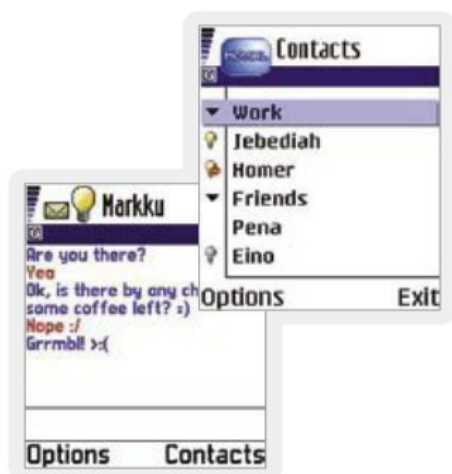 Contacts
Work
Jebediah
Homer
Friends
Pena
Eino
Options Exit
Markku
Are you there?
Yea
Ok, is there by any ch
some coffee left? :)
Nope :/
Grrmbl! >:(
Options Contacts